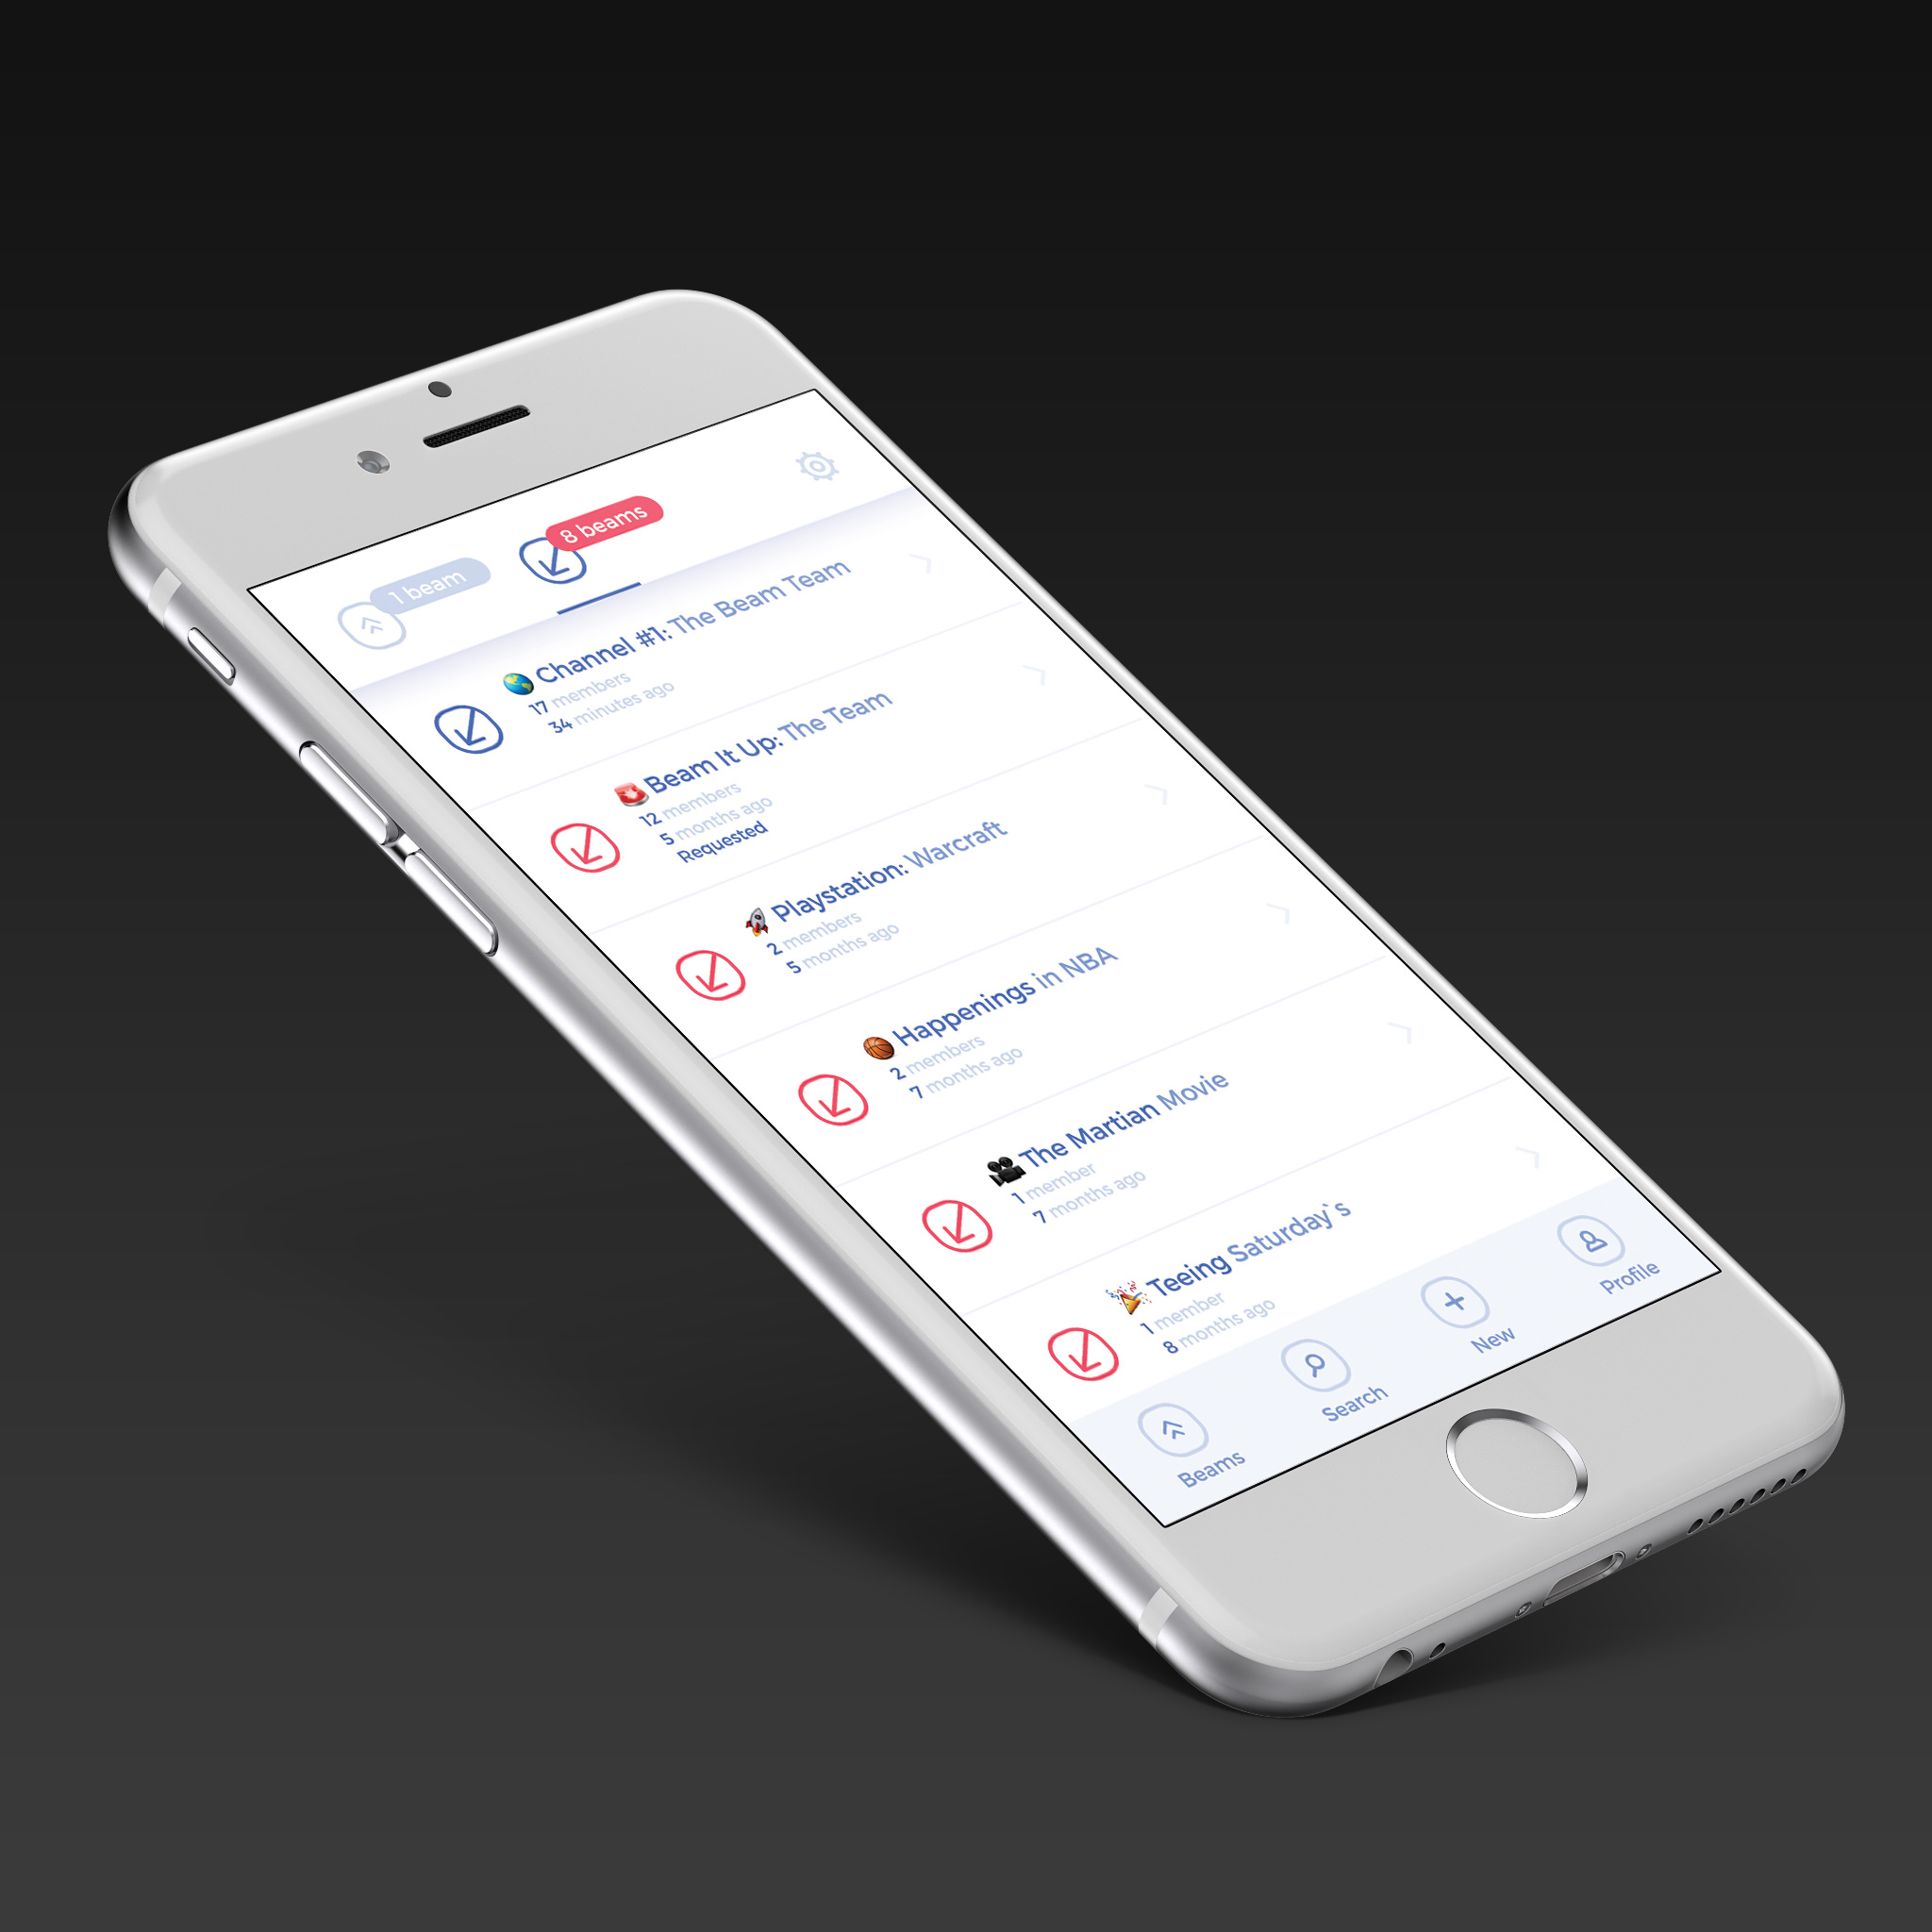 1 beam
8 beams
Channel #1: The Beam Team
17 members
34 minutes ago
Beam It Up: The Team
12 members
5 months ago
Requested
Playstation: Warcraft
2 members
5 months ago
Happenings in NBA
2 members
7 months ago
The Martian Movie
1 member
7 months ago
Teeing Saturday`s
1 member
8 months ago
Beams
Search
New
Profile